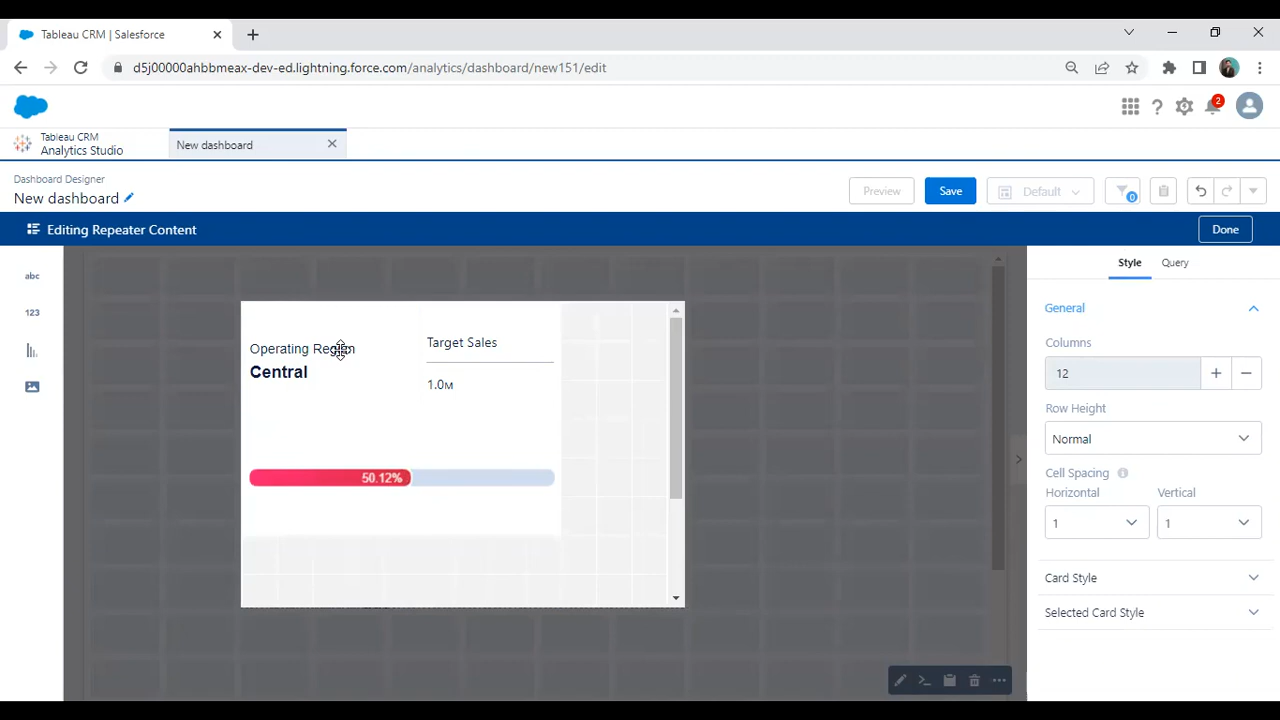 Tableau CRM | Salesforce
d5j00000ahbbmeax-dev-ed.lightning.force.com/analytics/dashboard/new151/edit
2
Tableau CRM
Analytics Studio
New dashboard
Dashboard Designer
New dashboard
Preview
Save
Default
0
Editing Repeater Content
Done
abc
123
Operating Region
Central
Target Sales
1.0M
50.12%
Style
Query
General
Columns
12
Row Height
Normal
Cell Spacing
Horizontal
Vertical
1
1
Card Style
Selected Card Style